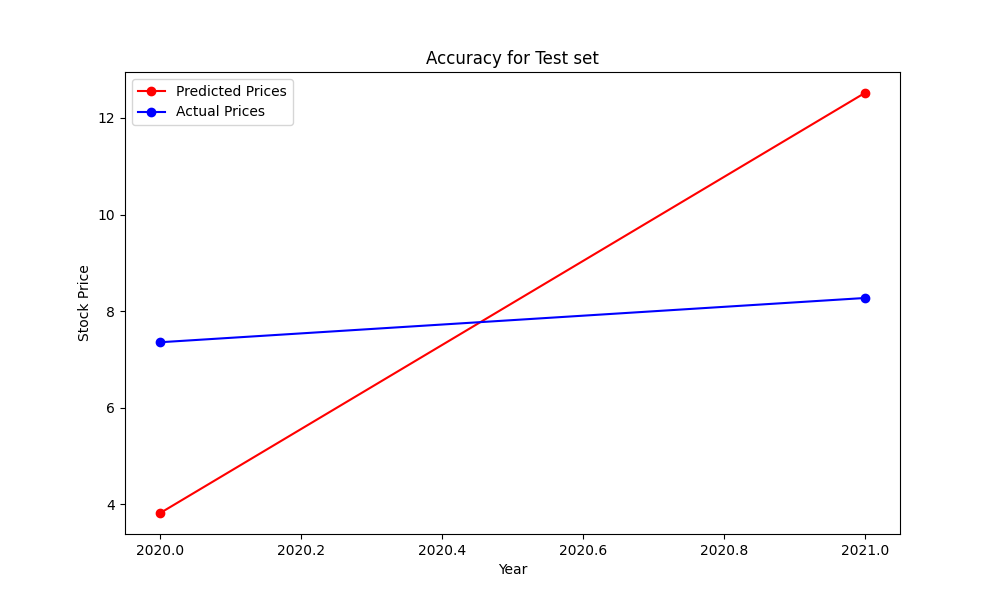 Accuracy for Test set
Predicted Prices
Actual Prices
12
10
8
6
4
Stock Price
2020.0 2020.2 2020.4 2020.6 2020.8 2021.0
Year